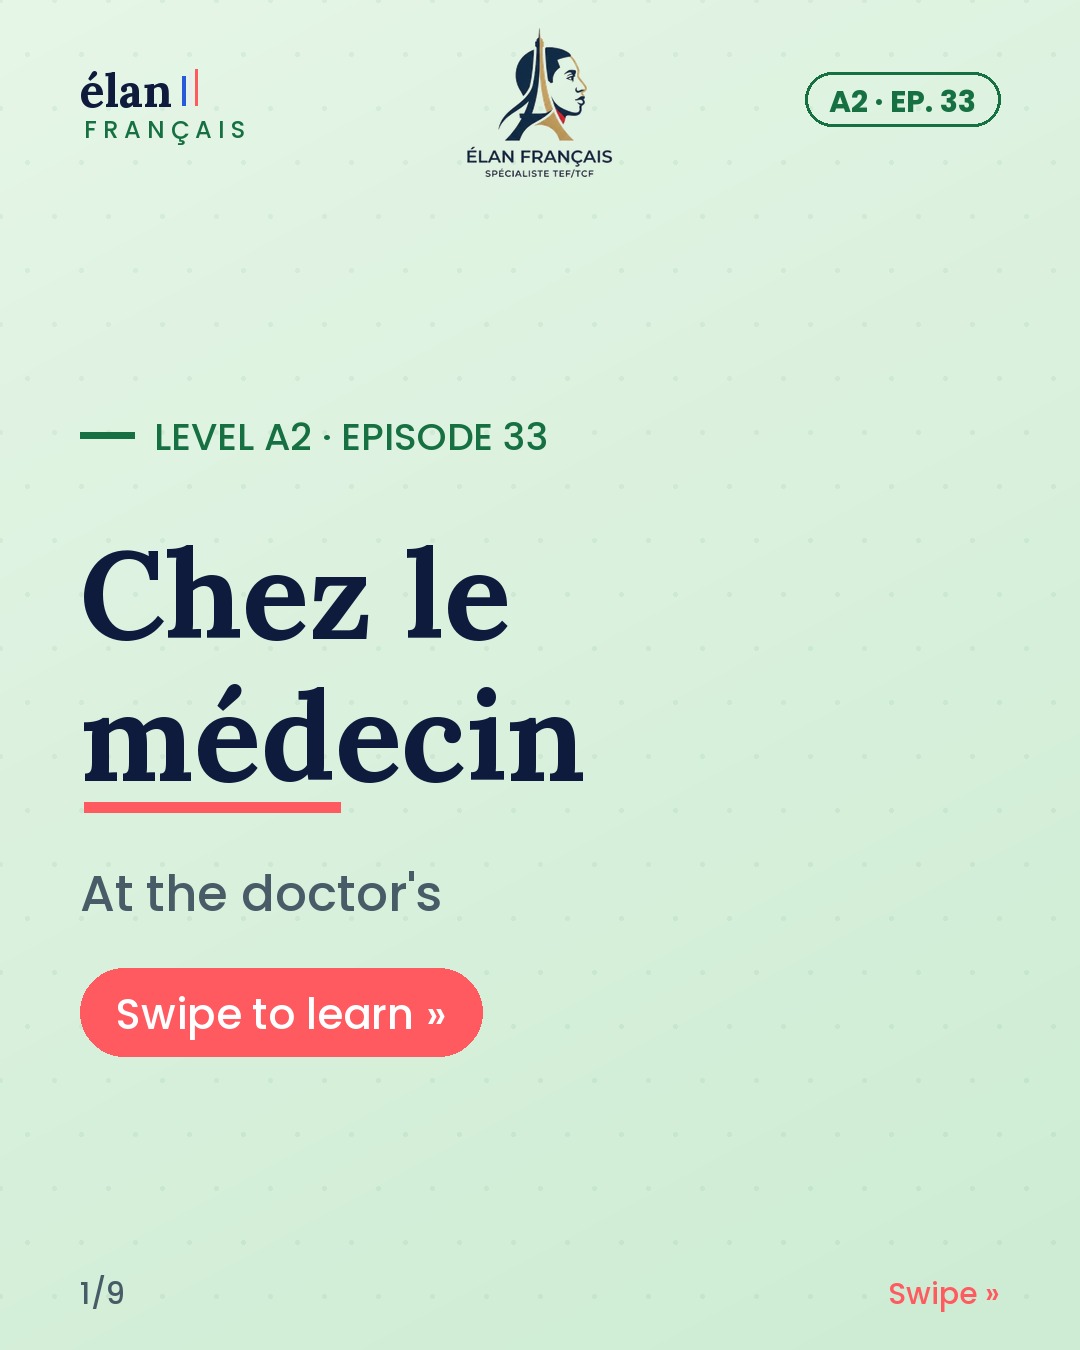 élan
FRANÇAIS
ÉLAN FRANÇAIS
SPÉCIALISTE TEF/TCF
A2 · EP. 33
LEVEL A2 · EPISODE 33
Chez le
médecin
At the doctor's
Swipe to learn »
1/9
Swipe »